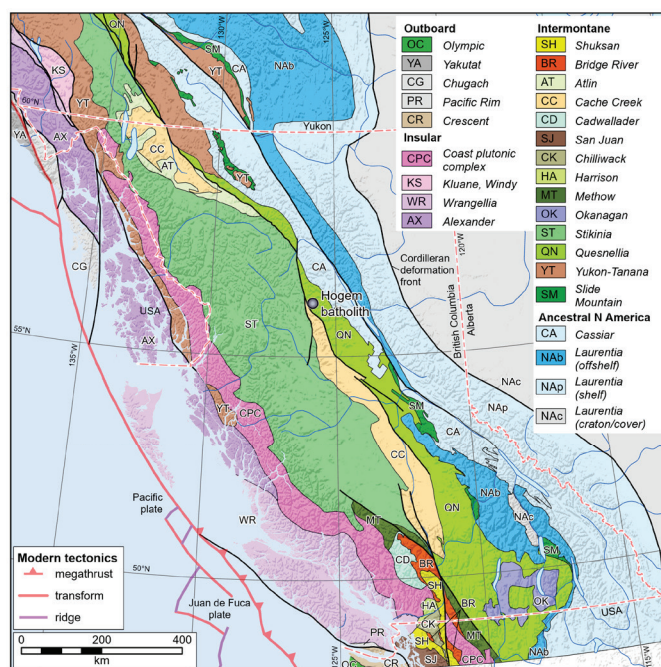 Outboard
OC Olympic
YA Yakutat
CG Chugach
PR Pacific Rim
CR Crescent
Insular
CPC Coast plutonic
complex
KS Kluane, Windy
WR Wrangellia
AX Alexander
Intermontane
SH Shuksan
BR Bridge River
AT Atlin
CC Cache Creek
CD Cadwallader
SJ San Juan
CK Chilliwack
HA Harrison
MT Methow
OK Okanagan
ST Stikinia
QN Quesnellia
YT Yukon-Tanana
SM Slide
Mountain
Ancestral N America
CA Cassiar
NAb Laurentia
(offshelf)
NAp Laurentia
(shelf)
NAc Laurentia
(craton/cover)
130°W
125°W
QN
SM
YT
CA
NAb
KS
YT
60°N
AX
YA
Yukon
CC
AT
YT
120°W
Cordilleran
deformation
front
CG
CA
Hogem
batholith
USA
ST
QN
British Columbia
Alberta
55°N
AX
135°W
NAc
NAp
SM
YT
CPC
CA
CC
NAb
NAc
QN
Pacific
plate
WR
MT
SM
Modern tectonics
megathrust
transform
ridge
50°N
CD
BR
SH
BR
OK
USA
Juan de Fuca
plate
HA
CK
MT
PR
SH
NAb
0 200 400
km
125°W
OC
CR
SJ
CPC
115°W